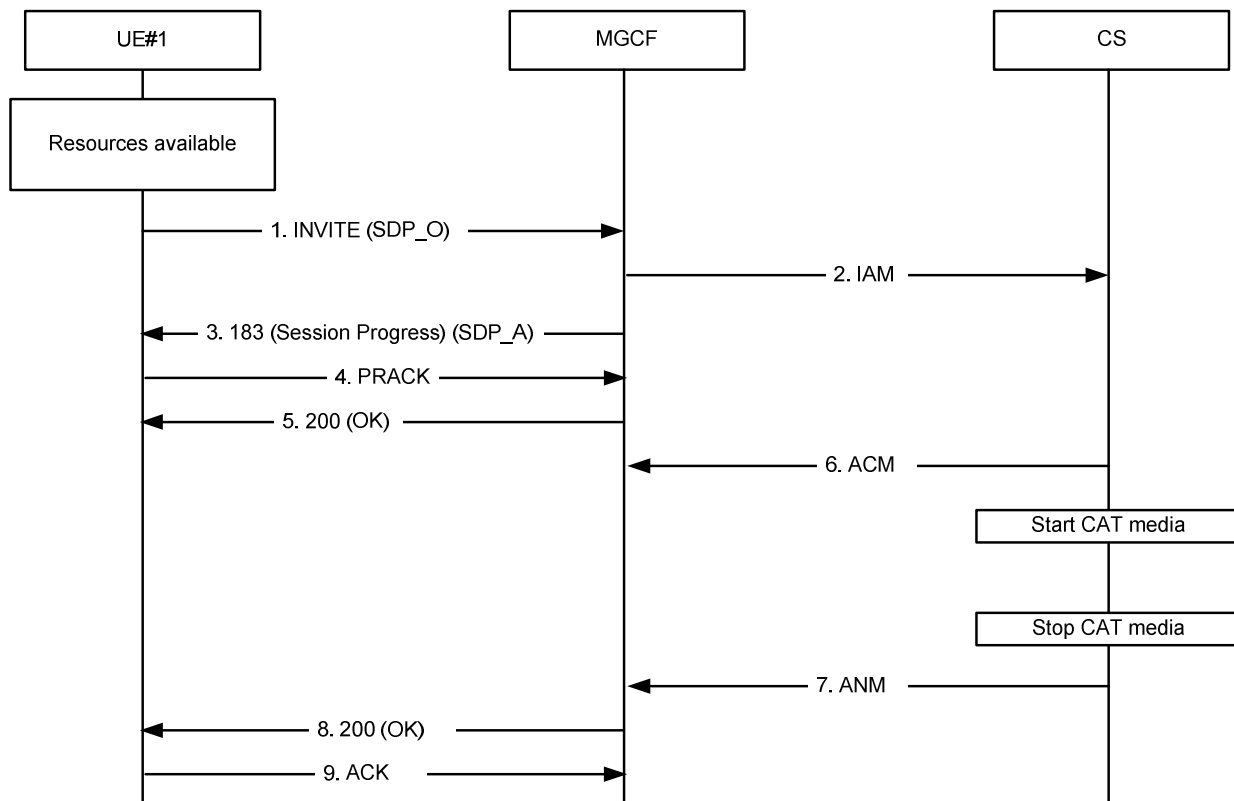 UE#1
MGCF
CS
Resources available
1. INVITE (SDP_O)
2. IAM
3. 183 (Session Progress) (SDP_A)
4. PRACK
5. 200 (OK)
6. ACM
Start CAT media
Stop CAT media
7. ANM
8. 200 (OK)
9. ACK